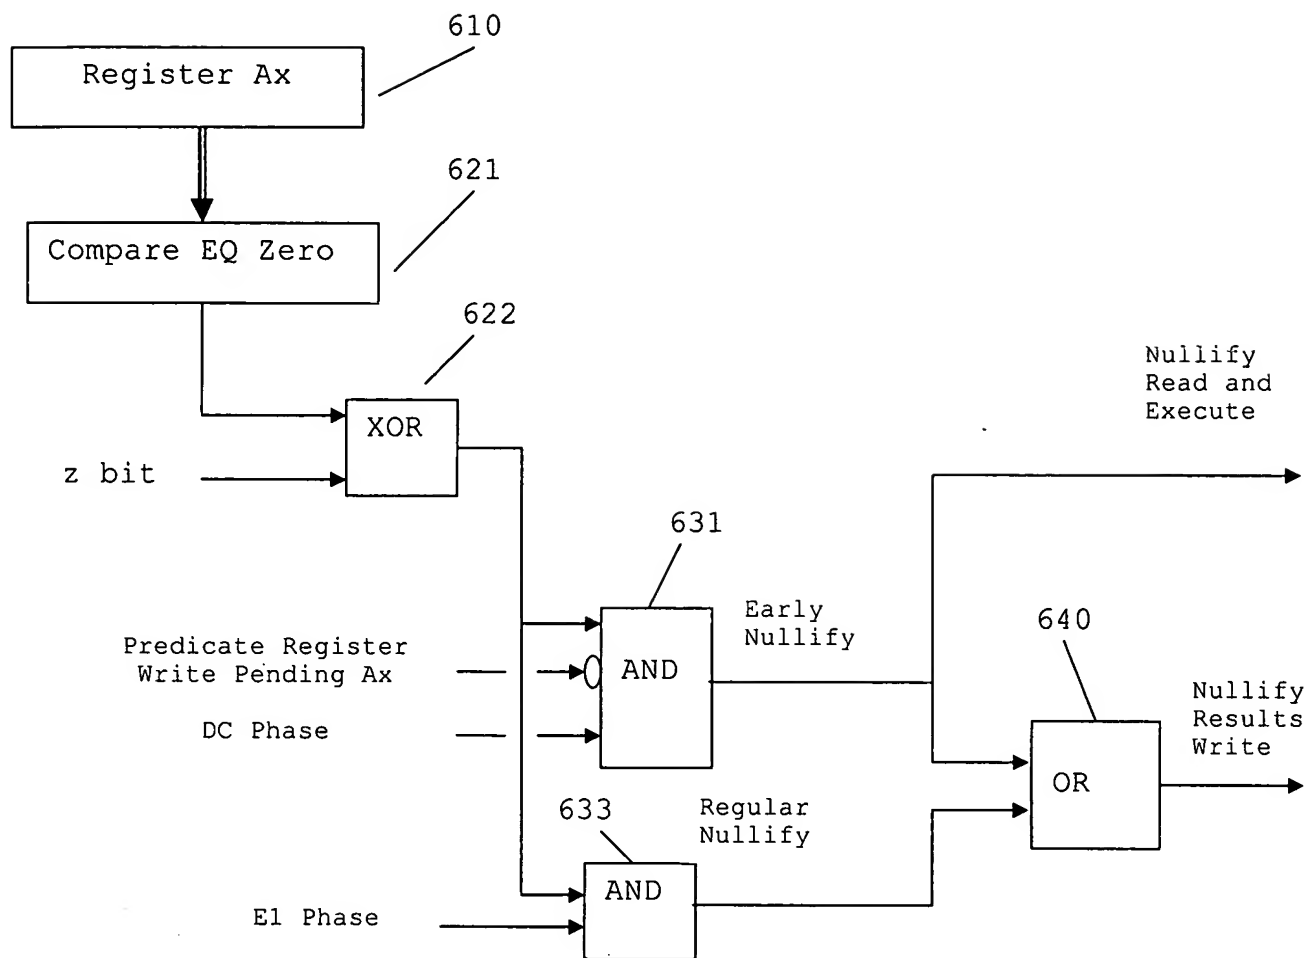 610
Register Ax
621
Compare EQ Zero
622
XOR
z bit
Nullify
Read and
Execute
631
Early
Nullify
640
Predicate Register
Write Pending Ax
AND
DC Phase
Nullify
Results
Write
OR
633
Regular
Nullify
AND
E1 Phase